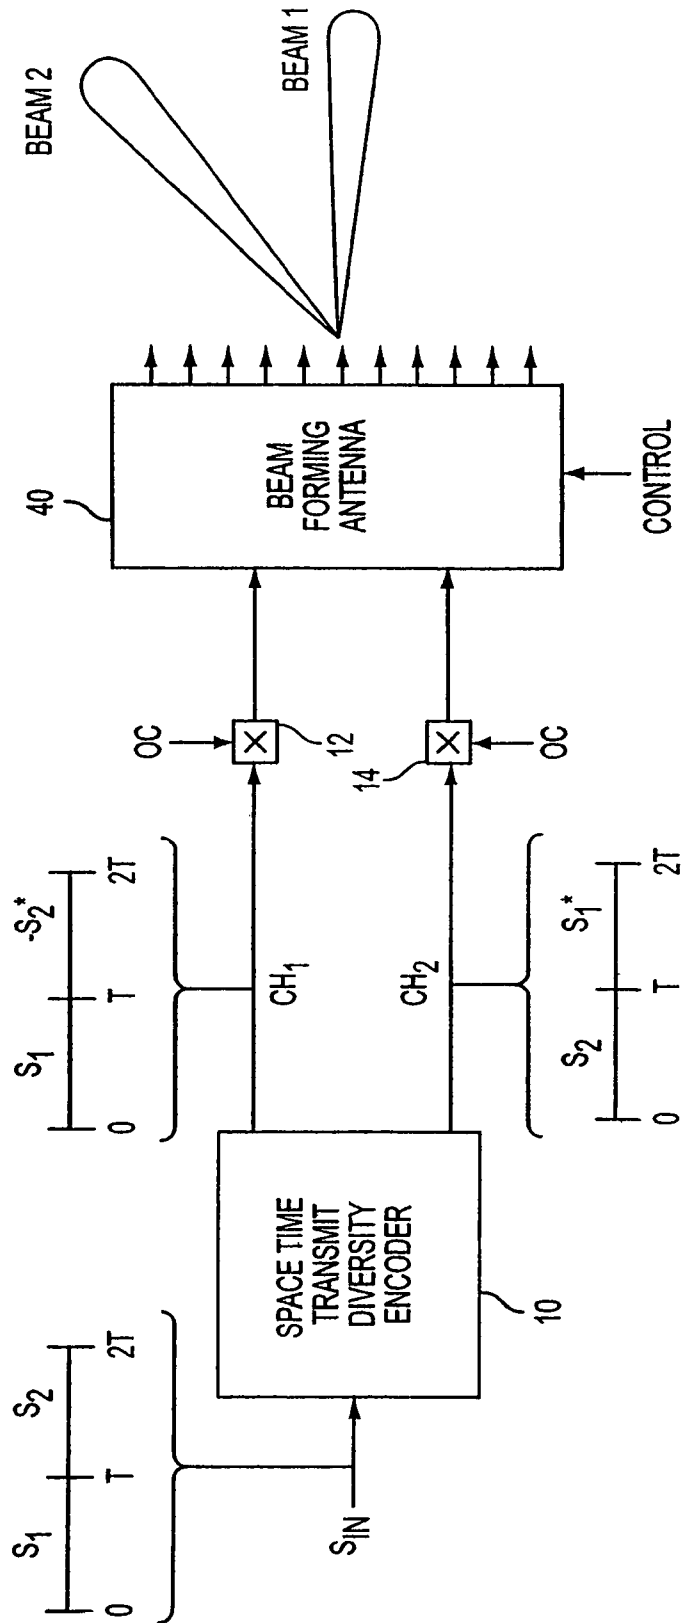 S1 S2
0 T 2T
SIN
SPACE TIME
TRANSMIT
DIVERSITY
ENCODER
10
S1 -S2*
0 T 2T
CH1
CH2
S2 S1*
0 T 2T
OC
12
14
OC
40
BEAM
FORMING
ANTENNA
CONTROL
BEAM 2
BEAM 1